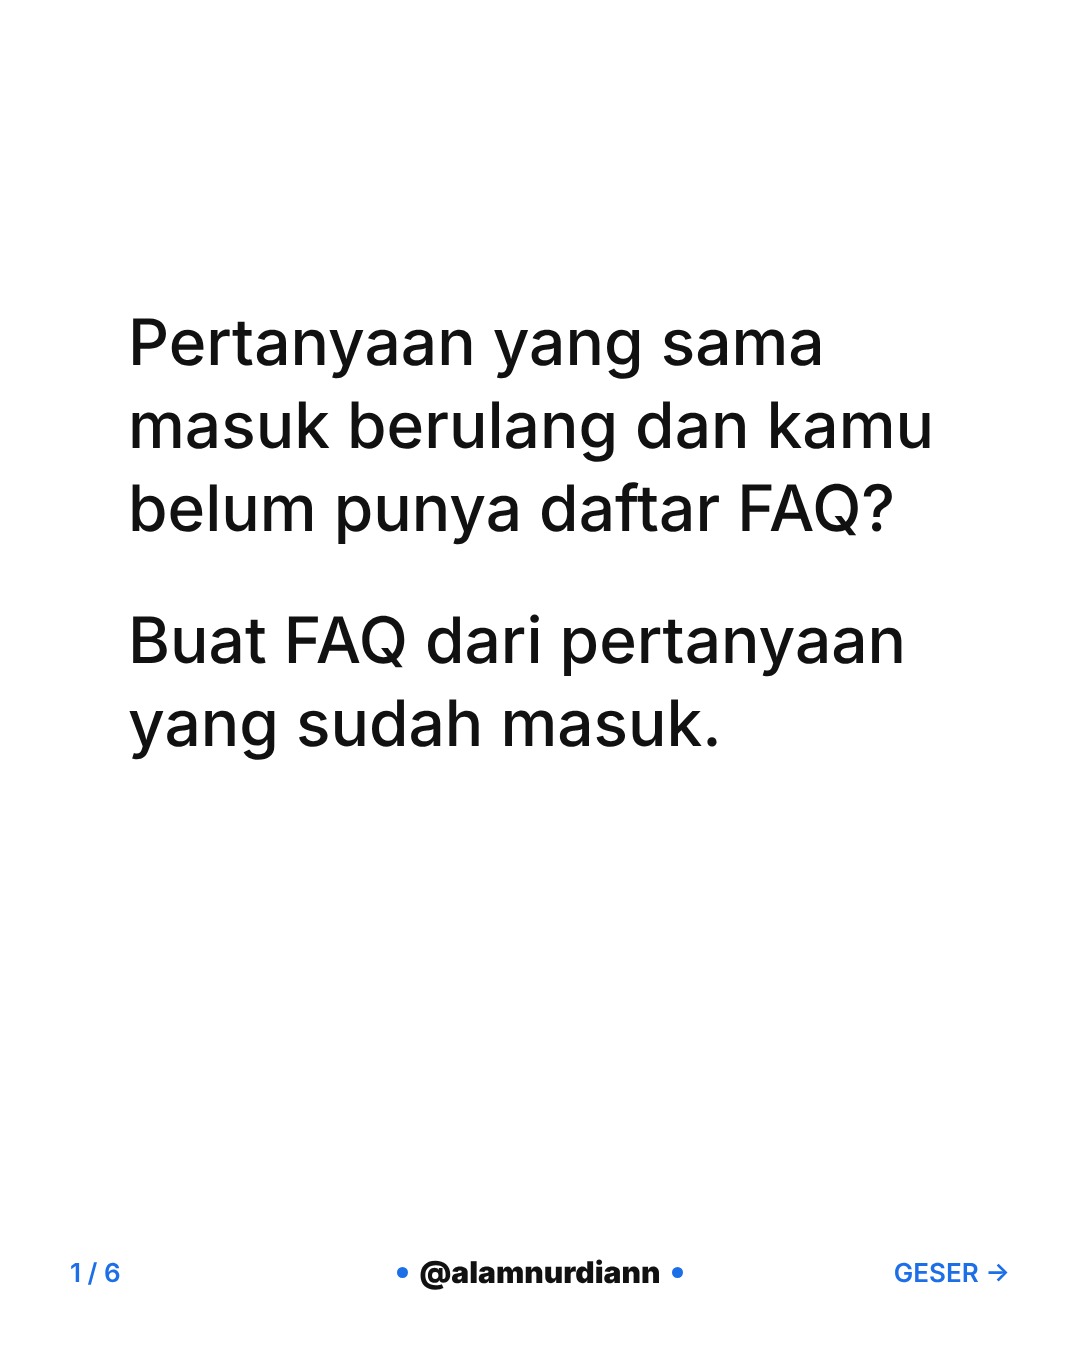 Pertanyaan yang sama
masuk berulang dan kamu
belum punya daftar FAQ?
Buat FAQ dari pertanyaan
yang sudah masuk.
1 / 6
• @alamnurdiann •
GESER →